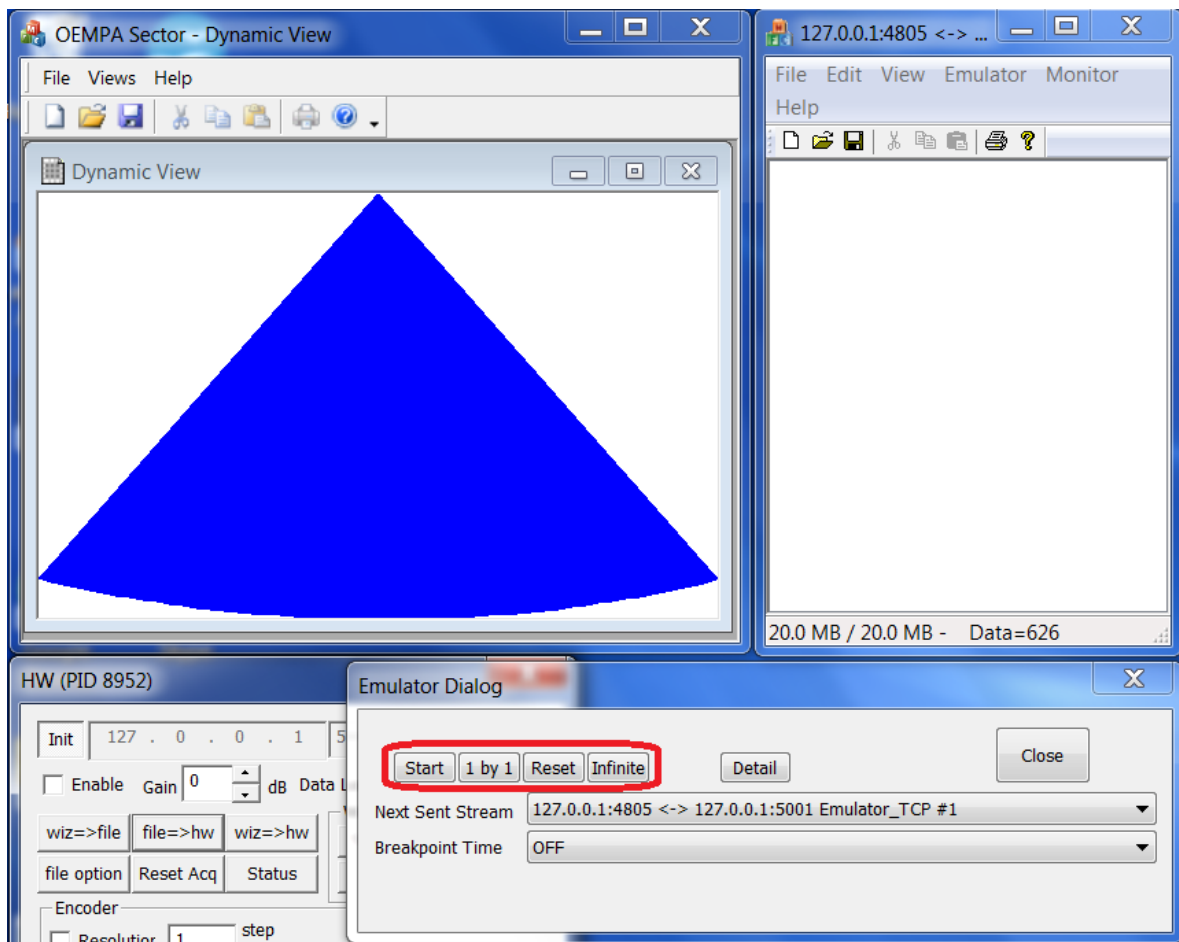 OEMPA Sector - Dynamic View
File Views Help
Dynamic View
127.0.0.1:4805 <-> ...
File Edit View Emulator Monitor
Help
20.0 MB / 20.0 MB - Data=626
HW (PID 8952)
Init 127 . 0 . 0 . 1 5
Enable Gain 0 dB Data
wiz=>file file=>hw wiz=>hw
file option Reset Acq Status
Encoder
Resolution 1 step
Emulator Dialog
Start 1 by 1 Reset Infinite Detail Close
Next Sent Stream 127.0.0.1:4805 <-> 127.0.0.1:5001 Emulator_TCP #1
Breakpoint Time OFF